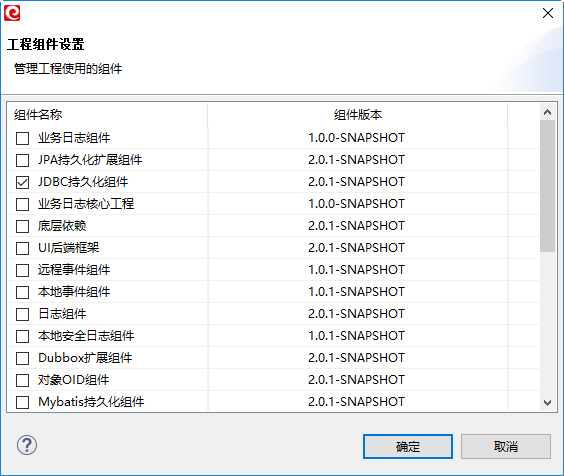 工程组件设置
管理工程使用的组件
组件名称 组件版本
业务日志组件 1.0.0-SNAPSHOT
JPA持久化扩展组件 2.0.1-SNAPSHOT
JDBC持久化组件 2.0.1-SNAPSHOT
业务日志核心工程 1.0.0-SNAPSHOT
底层依赖 2.0.1-SNAPSHOT
UI后端框架 2.0.1-SNAPSHOT
远程事件组件 1.0.1-SNAPSHOT
本地事件组件 1.0.1-SNAPSHOT
日志组件 2.0.1-SNAPSHOT
本地安全日志组件 1.0.1-SNAPSHOT
Dubbox扩展组件 2.0.1-SNAPSHOT
对象OID组件 2.0.1-SNAPSHOT
Mybatis持久化组件 2.0.1-SNAPSHOT
? 确定 取消